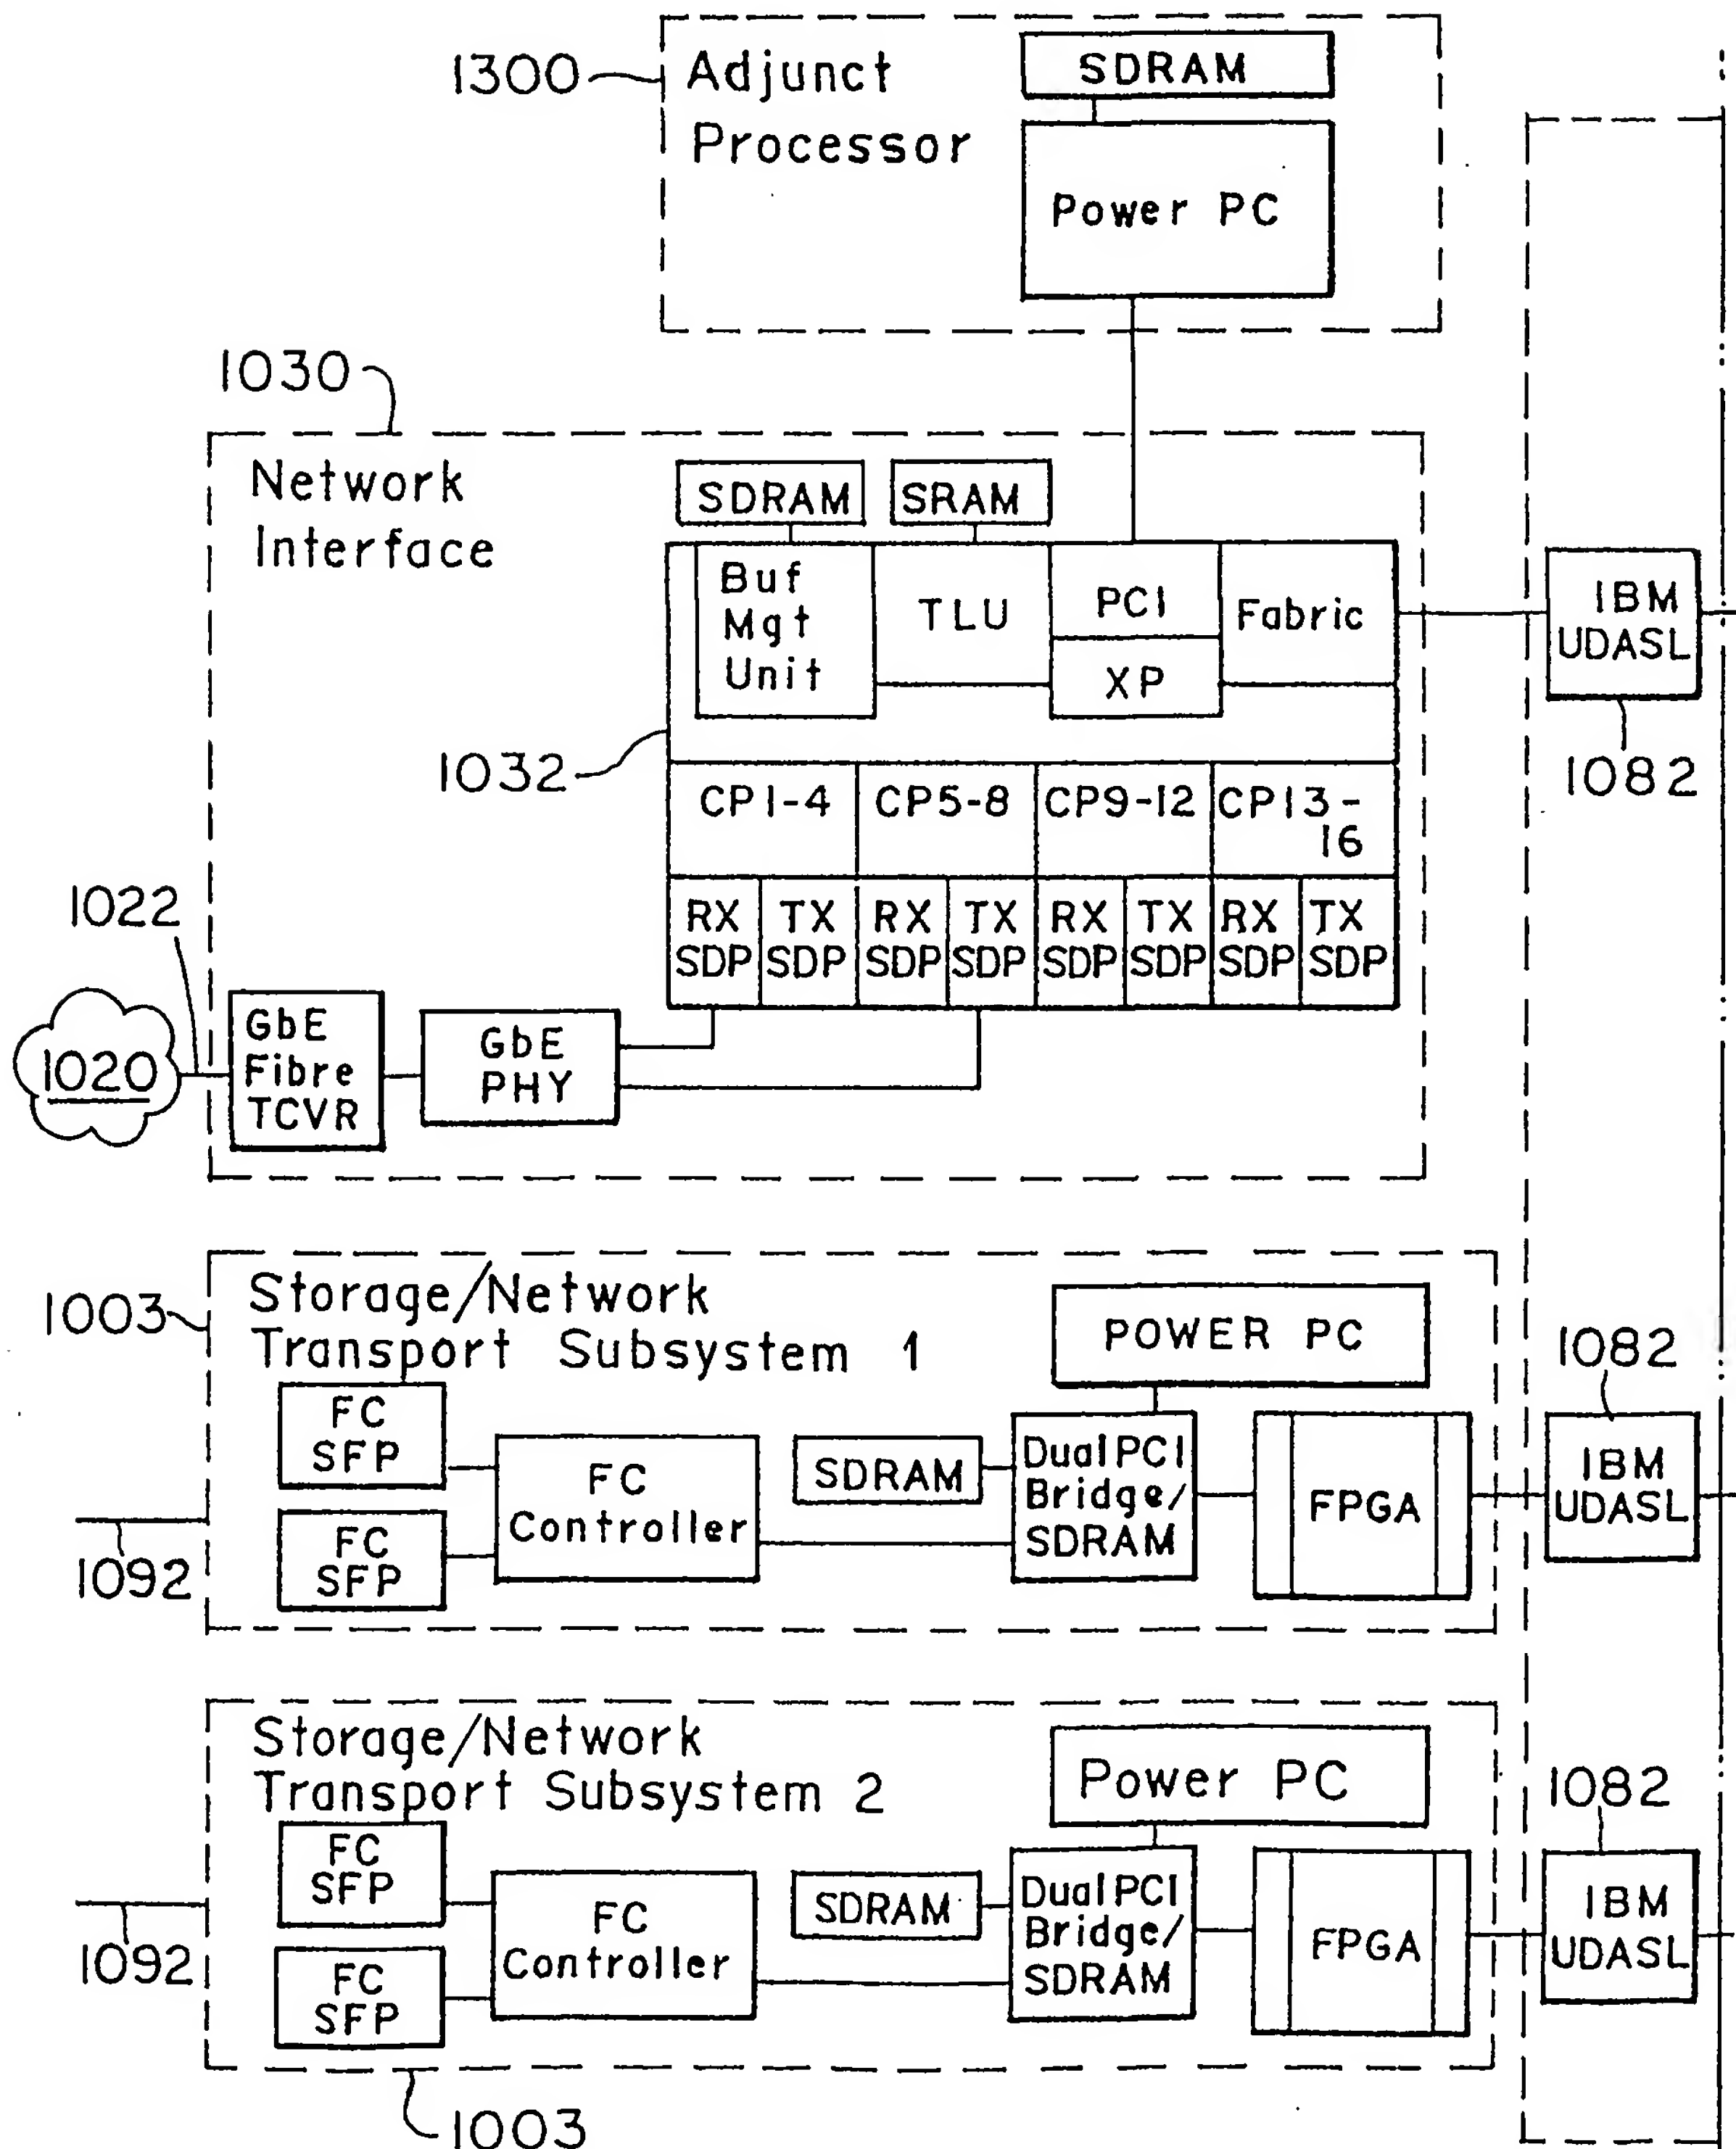 1300
Adjunct
Processor
SDRAM
Power PC
1030
Network
Interface
SDRAM
SRAM
Buf
Mgt
Unit
TLU
PCI
XP
Fabric
IBM
UDASL
1082
1032
CP1-4
CP5-8
CP9-12
CP13-
16
RX
SDP
TX
SDP
RX
SDP
TX
SDP
RX
SDP
TX
SDP
RX
SDP
TX
SDP
1022
1020
GbE
Fibre
TCVR
GbE
PHY
1003
Storage/Network
Transport Subsystem 1
POWER PC
1082
FC
SFP
FC
SFP
FC
Controller
SDRAM
Dual PCI
Bridge/
SDRAM
FPGA
IBM
UDASL
1092
Storage/Network
Transport Subsystem 2
Power PC
1082
FC
SFP
FC
SFP
FC
Controller
SDRAM
Dual PCI
Bridge/
SDRAM
FPGA
IBM
UDASL
1092
1003